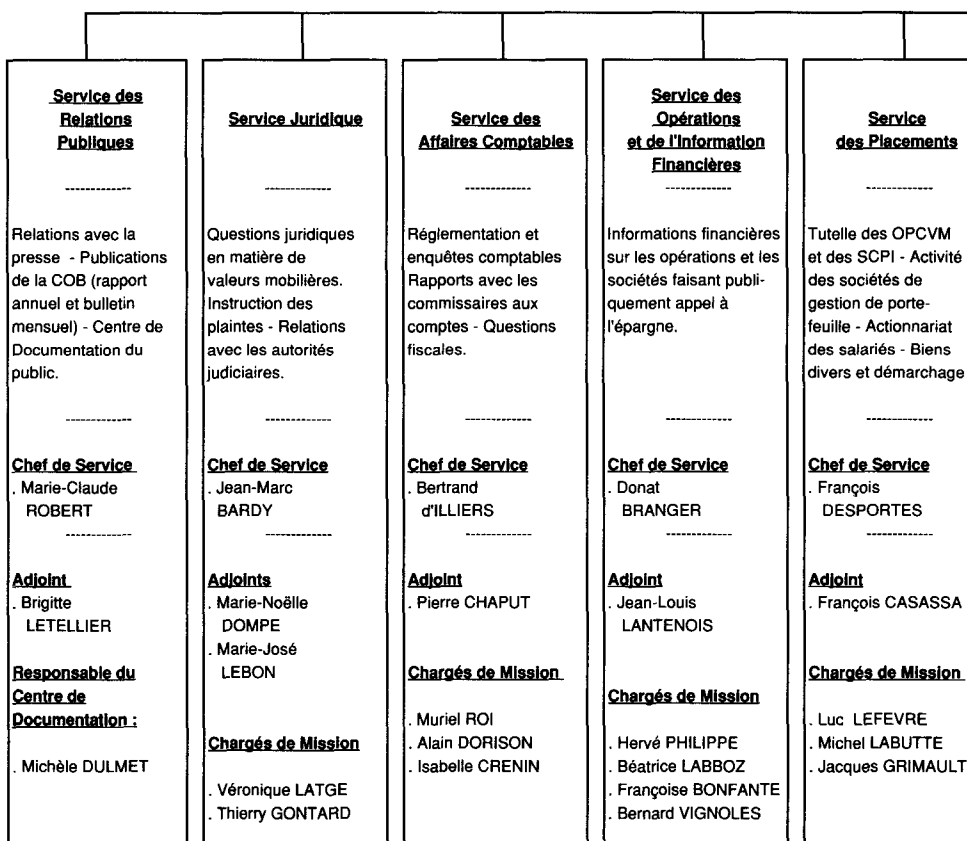 Service des
Relations
Publiques
-------------
Relations avec la
presse - Publications
de la COB (rapport
annuel et bulletin
mensuel) - Centre de
Documentation du
public.
-------------
Chef de Service
. Marie-Claude
ROBERT
-------------
Adjoint
. Brigitte
LETELLIER
Responsable du
Centre de
Documentation :
. Michèle DULMET
Service Juridique
-------------
Questions juridiques
en matière de
valeurs mobilières.
Instruction des
plaintes - Relations
avec les autorités
judiciaires.
-------------
Chef de Service
. Jean-Marc
BARDY
-------------
Adjoints
. Marie-Noëlle
DOMPE
. Marie-José
LEBON
Chargés de Mission
. Véronique LATGE
. Thierry GONTARD
Service des
Affaires Comptables
-------------
Réglementation et
enquêtes comptables
Rapports avec les
commissaires aux
comptes - Questions
fiscales.
-------------
Chef de Service
. Bertrand
d'ILLIERS
-------------
Adjoint
. Pierre CHAPUT
Chargés de Mission
. Muriel ROI
. Alain DORISON
. Isabelle CRENIN
Service des
Opérations
et de l'Information
Financières
-------------
Informations financières
sur les opérations et les
sociétés faisant publi-
quement appel à
l'épargne.
-------------
Chef de Service
. Donat
BRANGER
-------------
Adjoint
. Jean-Louis
LANTENOIS
Chargés de Mission
. Hervé PHILIPPE
. Béatrice LABBOZ
. Françoise BONFANTE
. Bernard VIGNOLES
Service
des Placements
-------------
Tutelle des OPCVM
et des SCPI - Activité
des sociétés de
gestion de porte-
feuille - Actionnariat
des salariés - Biens
divers et démarchage
-------------
Chef de Service
. François
DESPORTES
-------------
Adjoint
. François CASASSA
Chargés de Mission
. Luc LEFEVRE
. Michel LABUTTE
. Jacques GRIMAULT